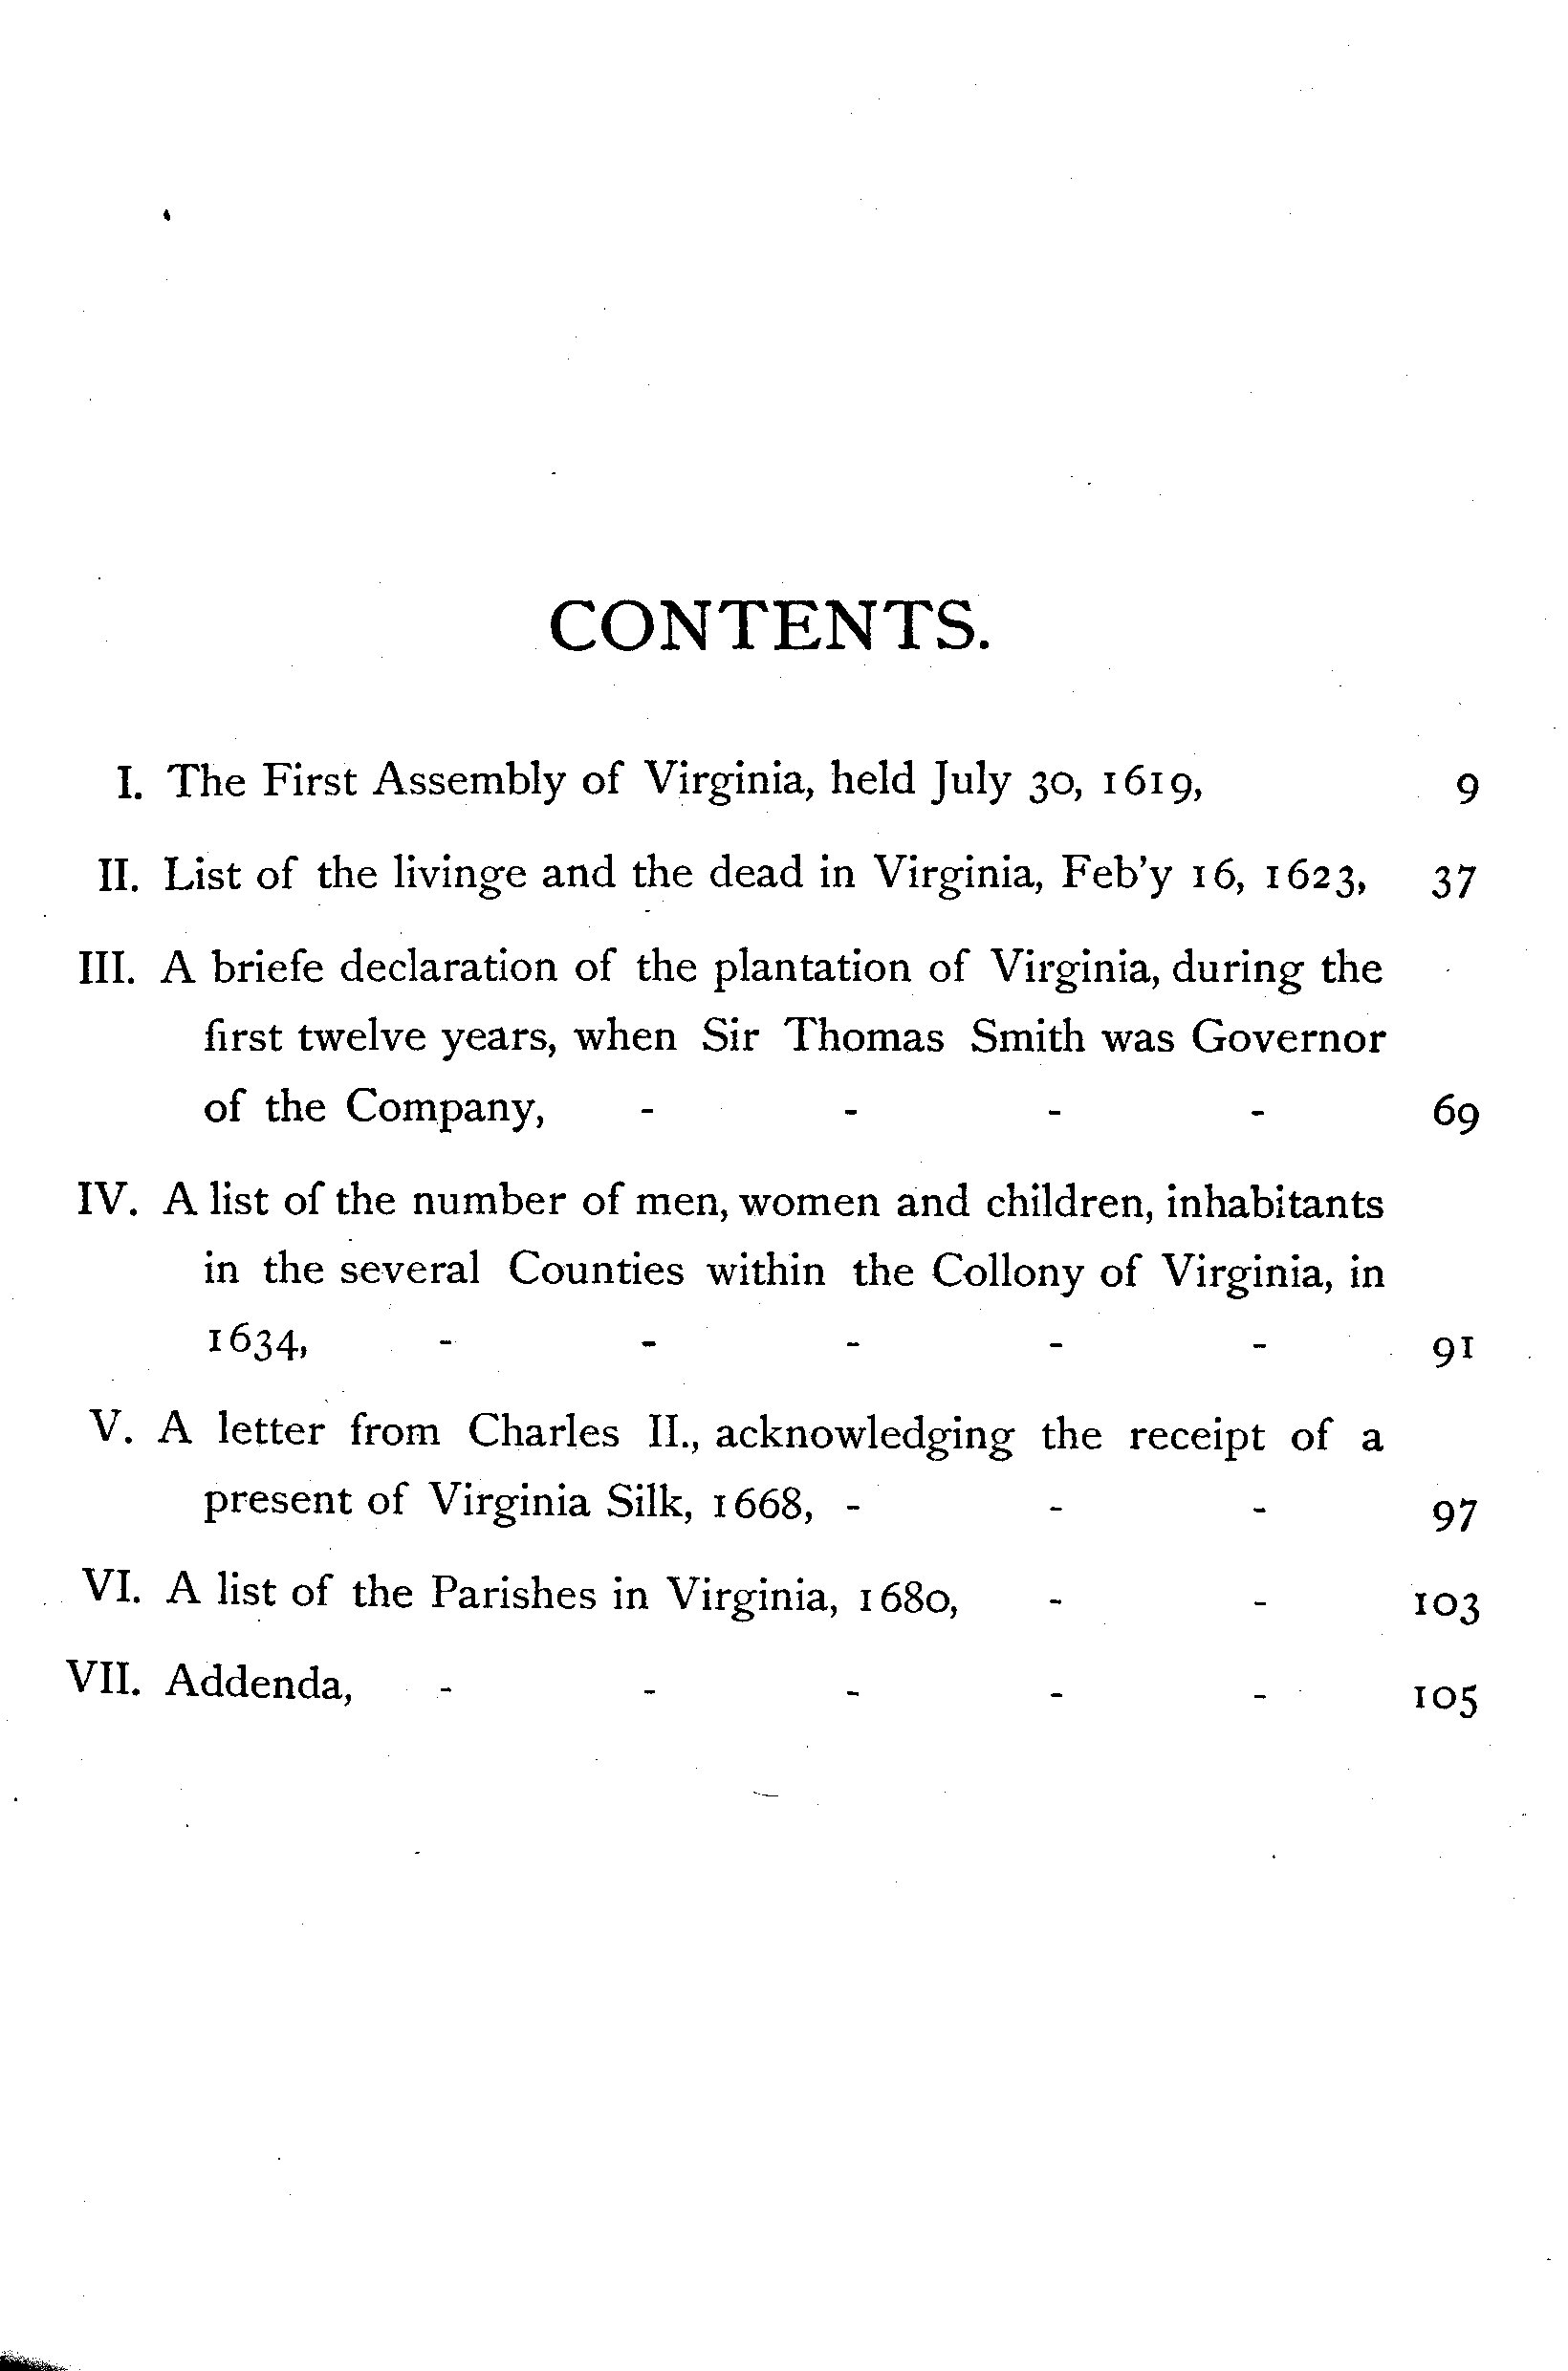 CONTENTS.
I. The First Assembly of Virginia, held July 30, 1619, 9
II. List of the livinge and the dead in Virginia, Feb'y 16, 1623, 37
III. A briefe declaration of the plantation of Virginia, during the
first twelve years, when Sir Thomas Smith was Governor
of the Company, - - - - 69
IV. A list of the number of men, women and children, inhabitants
in the several Counties within the Collony of Virginia, in
1634, - - - - - 91
V. A letter from Charles II., acknowledging the receipt of a
present of Virginia Silk, 1668, - - - 97
VI. A list of the Parishes in Virginia, 1680, - - 103
VII. Addenda, - - - - - 105